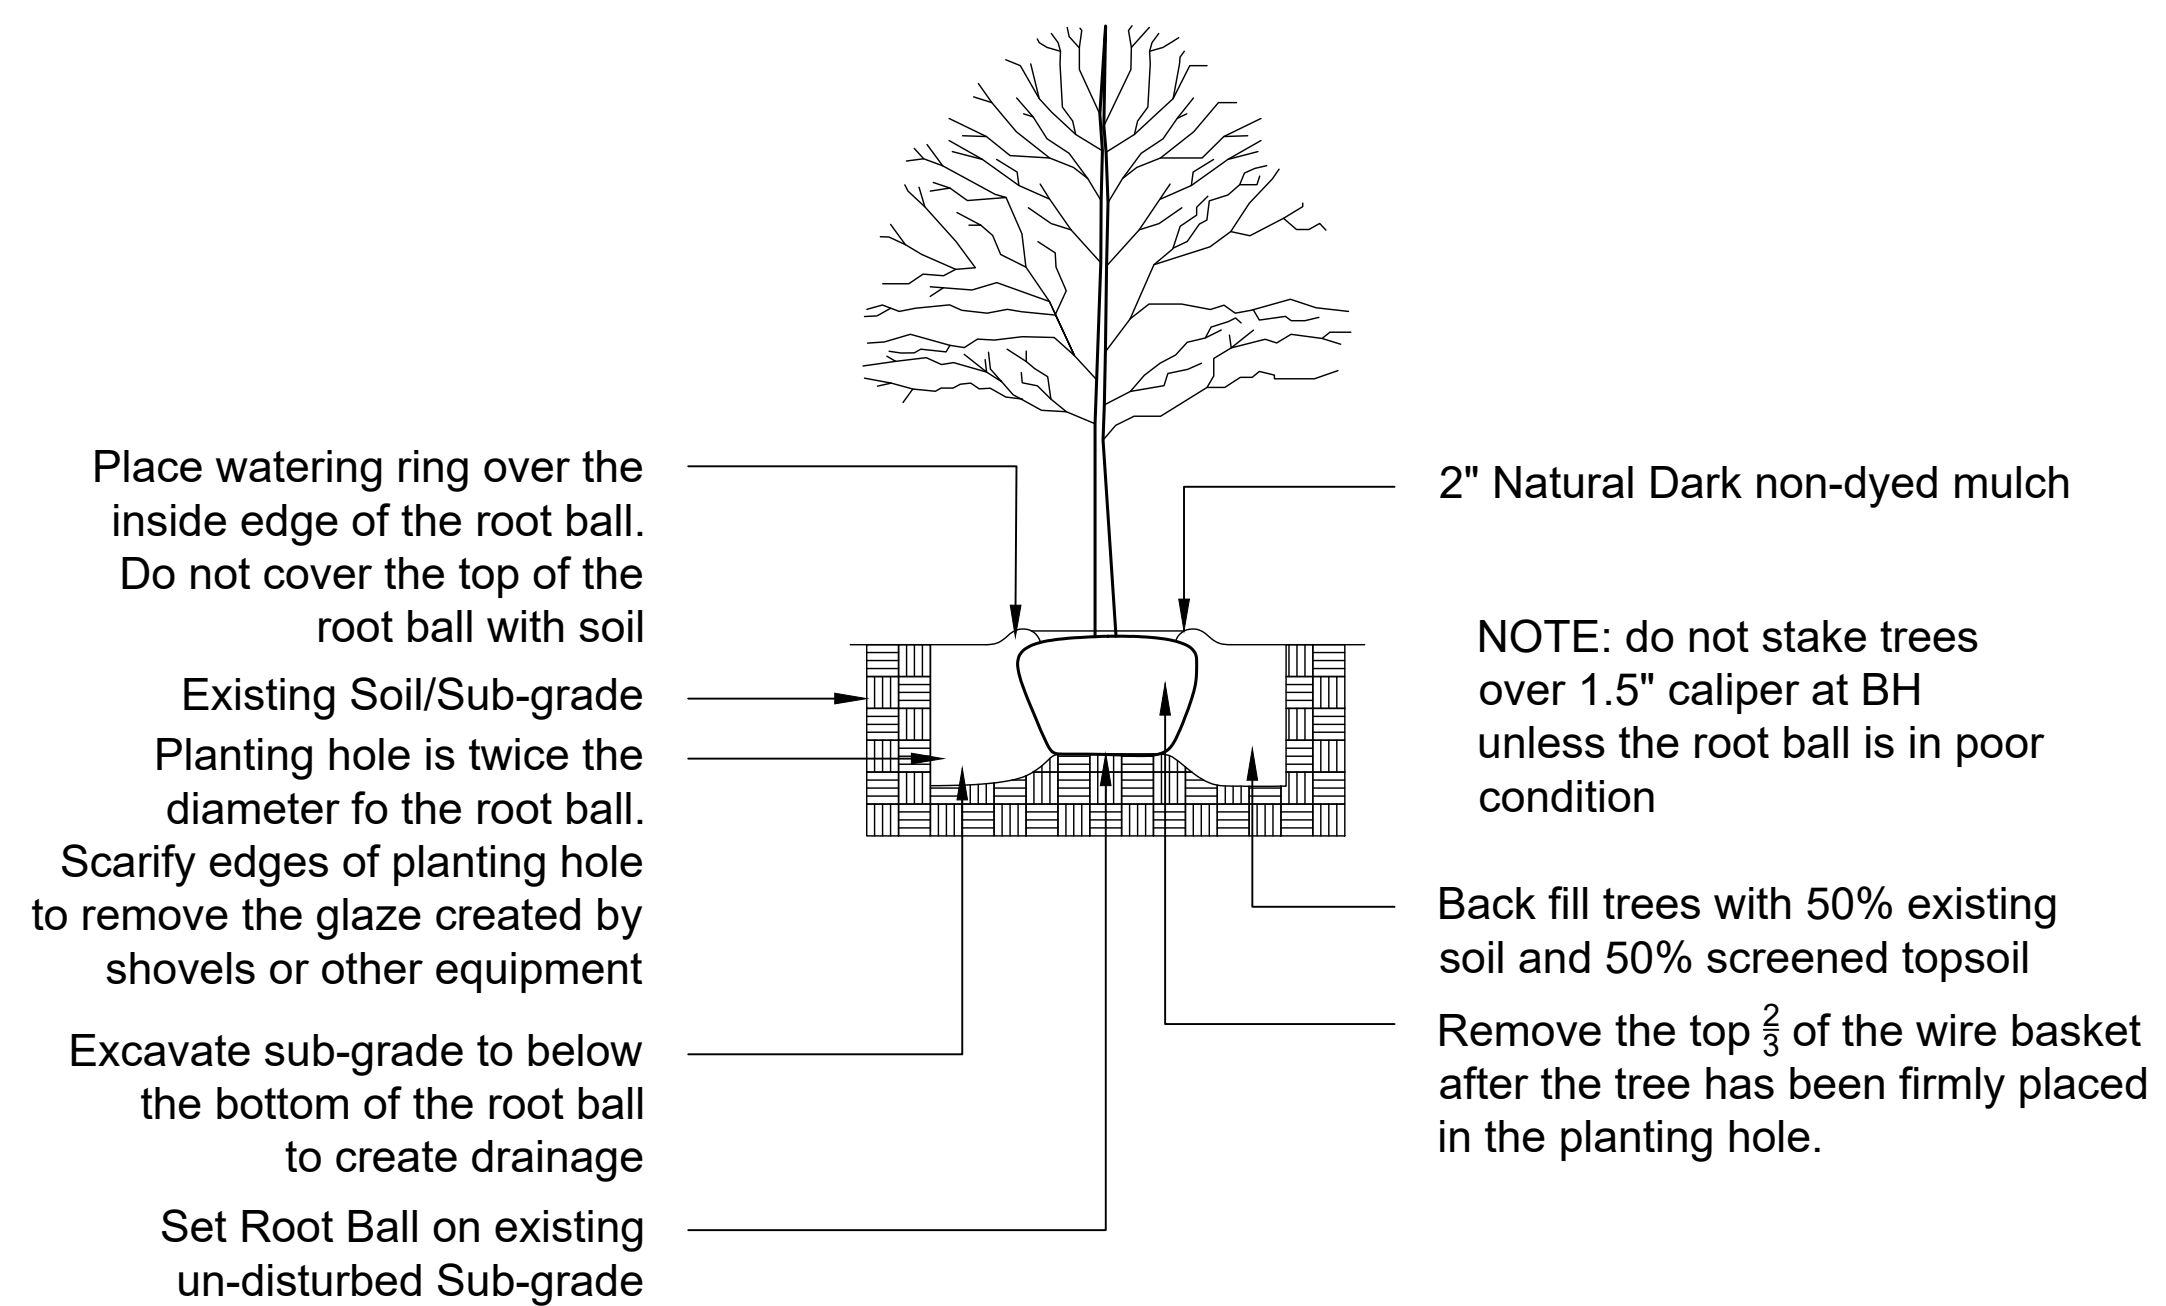 Place watering ring over the
inside edge of the root ball.
Do not cover the top of the
root ball with soil
Existing Soil/Sub-grade
Planting hole is twice the
diameter fo the root ball.
Scarify edges of planting hole
to remove the glaze created by
shovels or other equipment
Excavate sub-grade to below
the bottom of the root ball
to create drainage
Set Root Ball on existing
un-disturbed Sub-grade
2" Natural Dark non-dyed mulch
NOTE: do not stake trees
over 1.5" caliper at BH
unless the root ball is in poor
condition
Back fill trees with 50% existing
soil and 50% screened topsoil
Remove the top 2/3 of the wire basket
after the tree has been firmly placed
in the planting hole.